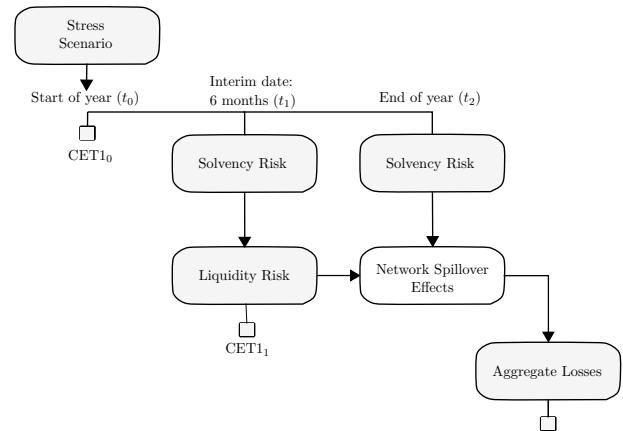 Stress
Scenario
Interim date:
Start of year (t₀)
6 months (t₁)
End of year (t₂)
CET1₀
Solvency Risk
Solvency Risk
Liquidity Risk
Network Spillover
Effects
CET1₁
Aggregate Losses